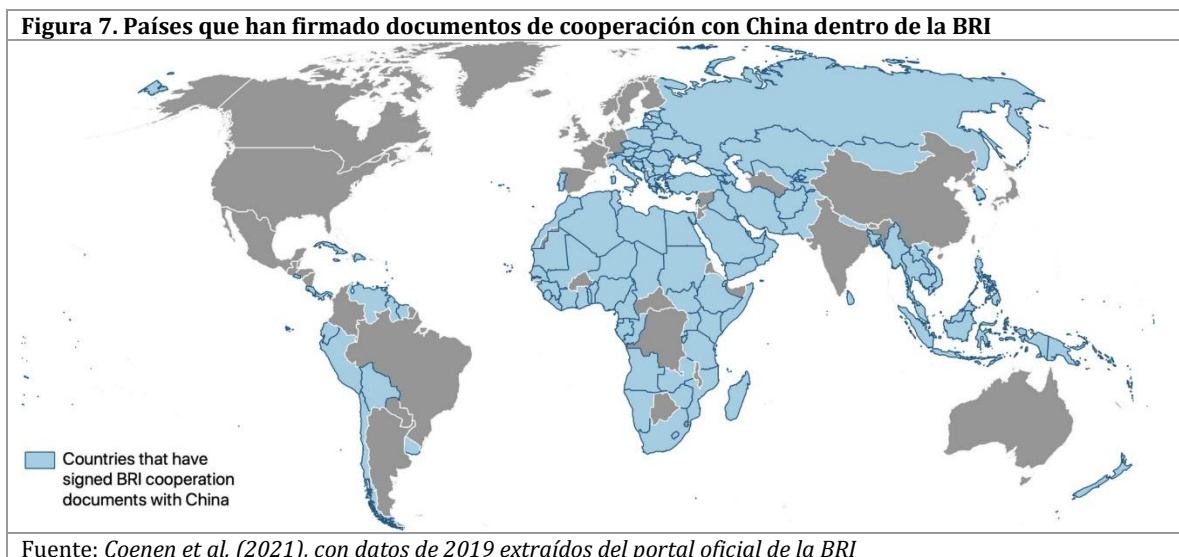 Figura 7. Países que han firmado documentos de cooperación con China dentro de la BRI
Countries that have
signed BRI cooperation
documents with China
Fuente: Coenen et al. (2021), con datos de 2019 extraídos del portal oficial de la BRI